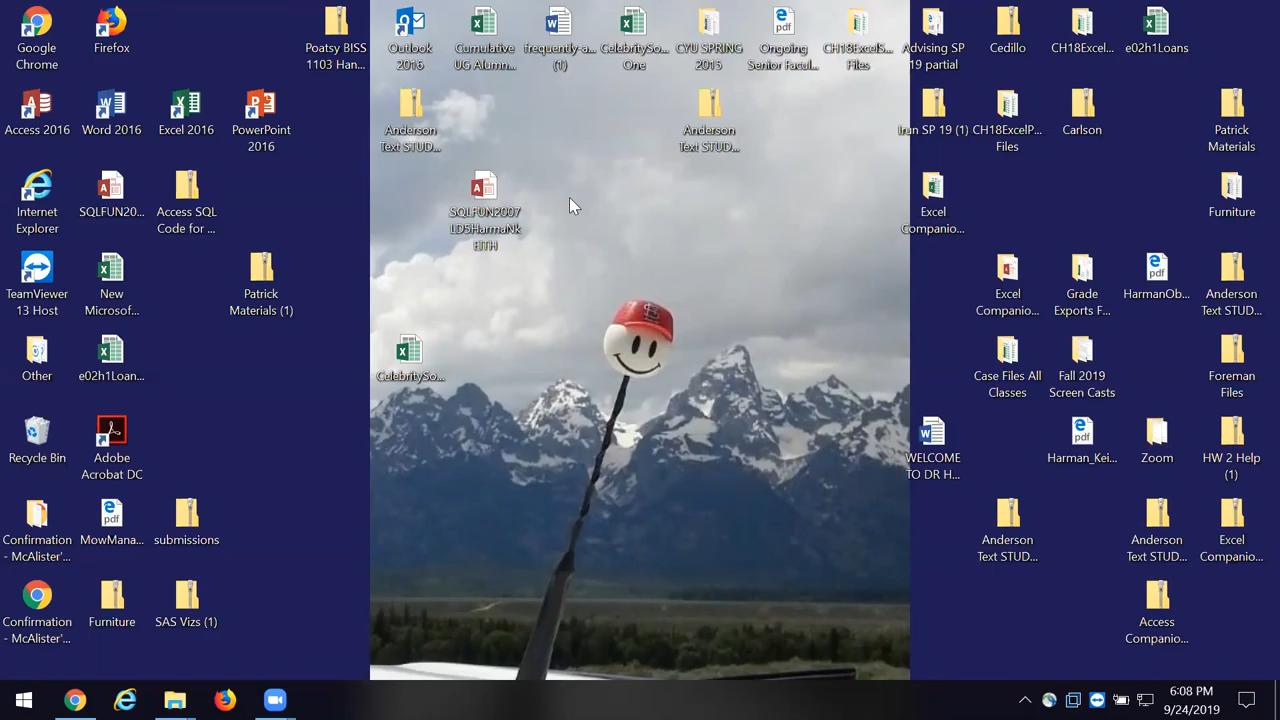 Google
Chrome
Firefox
Poatsy BISS
1103 Han...
Outlook
2016
Cumulative
UG Alumn...
frequently-a...
(1)
CelebritySo...
One
CYU SPRING
2015
Ongoing
Senior Facul...
CH18ExcelS...
Files
Advising SP
19 partial
Cedillo
CH18Excel...
e02h1Loans
Access 2016
Word 2016
Excel 2016
PowerPoint
2016
Anderson
Text STUD...
Anderson
Text STUD...
Irun SP 19 (1)
CH18ExcelP...
Files
Carlson
Patrick
Materials
Internet
Explorer
SQLFUN20...
Access SQL
Code for ...
SQLFUN2007
LD5HarmaNk
EITH
Excel
Companio...
Furniture
TeamViewer
13 Host
New
Microsof...
Patrick
Materials (1)
Excel
Companio...
Grade
Exports F...
HarmanOb...
Anderson
Text STUD...
Other
e02h1Loan...
CelebritySo...
Case Files All
Classes
Fall 2019
Screen Casts
Foreman
Files
Recycle Bin
Adobe
Acrobat DC
WELCOME
TO DR H...
Harman_Kei...
Zoom
HW 2 Help
(1)
Confirmation
- McAlister'...
MowMana...
submissions
Anderson
Text STUD...
Anderson
Text STUD...
Excel
Companio...
Confirmation
- McAlister'...
Furniture
SAS Vizs (1)
Access
Companio...
6:08 PM
9/24/2019